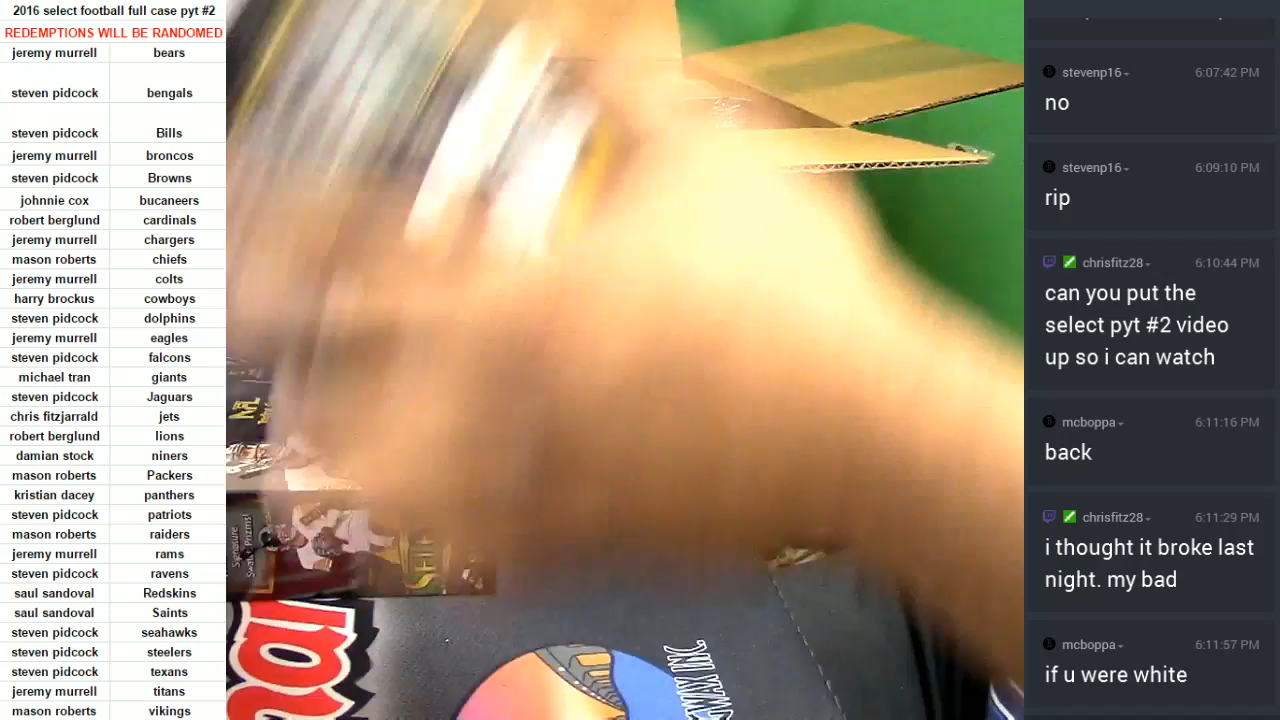 2016 select football full case pyt #2
REDEMPTIONS WILL BE RANDOMED
jeremy murrell bears
steven pidcock bengals
steven pidcock Bills
jeremy murrell broncos
steven pidcock Browns
johnnie cox bucaneers
robert berglund cardinals
jeremy murrell chargers
mason roberts chiefs
jeremy murrell colts
harry brockus cowboys
steven pidcock dolphins
jeremy murrell eagles
steven pidcock falcons
michael tran giants
steven pidcock Jaguars
chris fitzjarrald jets
robert berglund lions
damian stock niners
mason roberts Packers
kristian dacey panthers
steven pidcock patriots
mason roberts raiders
jeremy murrell rams
steven pidcock ravens
saul sandoval Redskins
saul sandoval Saints
steven pidcock seahawks
steven pidcock steelers
steven pidcock texans
jeremy murrell titans
mason roberts vikings
NFL
Signature
Swatch Prizms!
WAX INC
stevenp16 6:07:42 PM
no
stevenp16 6:09:10 PM
rip
chrisfitz28 6:10:44 PM
can you put the
select pyt #2 video
up so i can watch
mcboppa 6:11:16 PM
back
chrisfitz28 6:11:29 PM
i thought it broke last
night. my bad
mcboppa 6:11:57 PM
if u were white